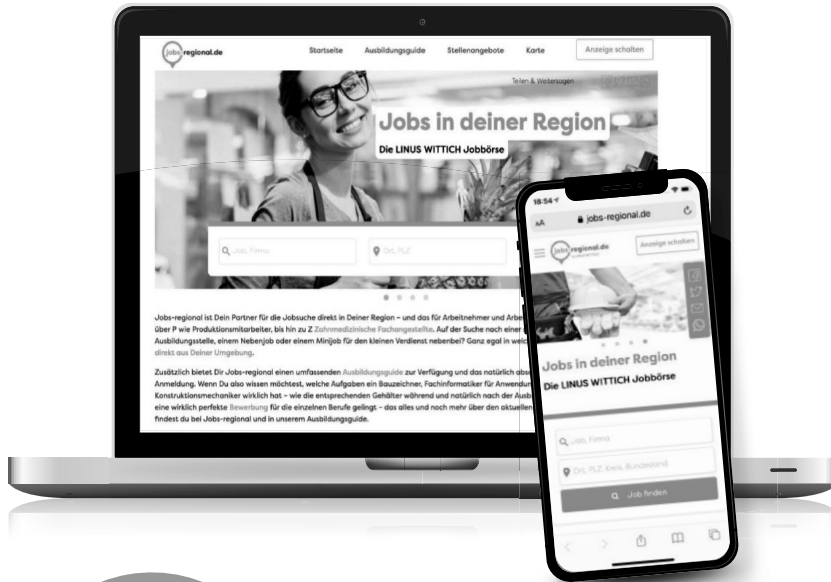 jobs regional.de
Startseite Ausbildungsguide Stellenangebote Karte Anzeige schalten
Teilen & Weitersagen
Jobs in deiner Region
Die LINUS WITTICH Jobbörse
Job, Firma
Ort, PLZ
Jobs-regional ist Dein Partner für die Jobsuche direkt in Deiner Region – und das für Arbeitnehmer und
über P wie Produktionsmitarbeiter, bis hin zu Z Zahnmedizinische Fachangestellte. Auf der Suche nach einer
Ausbildungsstelle, einem Nebenjob oder einem Minijob für den kleinen Verdienst nebenbei? Ganz egal in
direkt aus Deiner Umgebung.
Zusätzlich bietet Dir Jobs-regional einen umfassenden Ausbildungsguide zur Verfügung und das natürlich
Anmeldung. Wenn Du also wissen möchtest, welche Aufgaben ein Bauzeichner, Fachinformatiker für
Konstruktionsmechaniker wirklich hat – wie die entsprechenden Gehälter während und natürlich nach der
eine wirklich perfekte Bewerbung für die einzelnen Berufe gelingt – das alles und noch mehr über den aktuellen
findest du bei Jobs-regional und in unserem Ausbildungsguide.
18:54
AA jobs-regional.de
jobs regional.de Anzeige schalten
Jobs in deiner Region
Die LINUS WITTICH Jobbörse
Job, Firma
Ort, PLZ, Kreis, Bundesland
Job finden